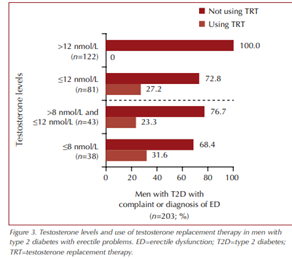 Not using TRT
Using TRT
Testosterone levels
>12 nmol/L
(n=122)
100.0
0
≤12 nmol/L
(n=81)
72.8
27.2
>8 nmol/L and
≤12 nmol/L (n=43)
76.7
23.3
≤8 nmol/L
(n=38)
68.4
31.6
0 20 40 60 80 100
Men with T2D with
complaint or diagnosis of ED
(n=203; %)
Figure 3. Testosterone levels and use of testosterone replacement therapy in men with
type 2 diabetes with erectile problems. ED=erectile dysfunction; T2D=type 2 diabetes;
TRT=testosterone replacement therapy.